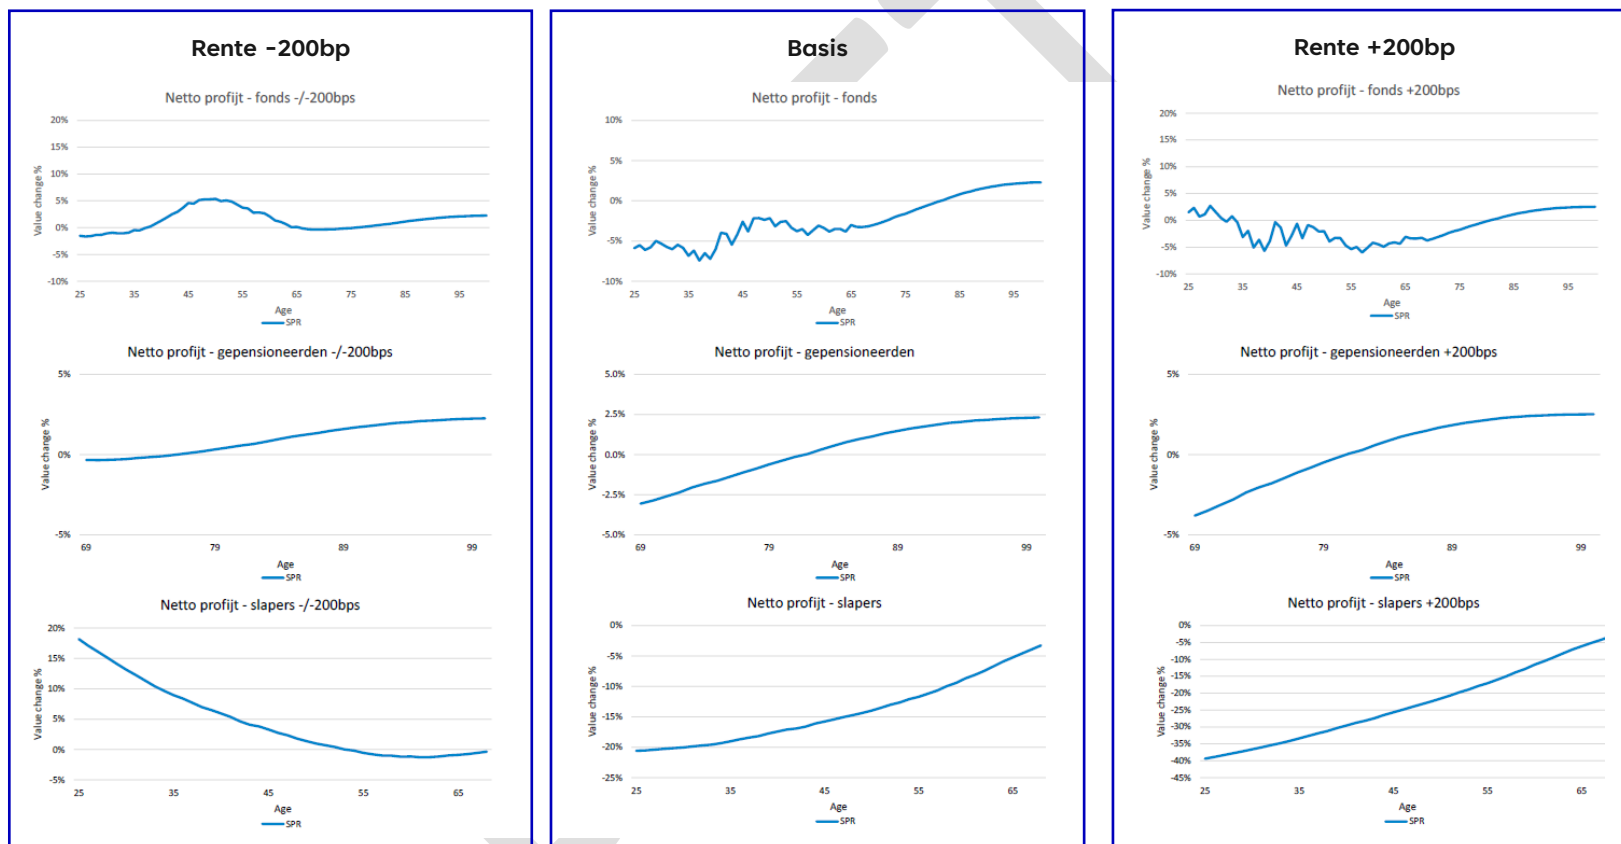 Rente -200bp
Netto profijt - fonds -/-200bps
Value change %
20%
15%
10%
5%
0%
-5%
-10%
25 35 45 55 65 75 85 95
Age
SPR
Netto profijt - gepensioneerden -/-200bps
Value change %
5%
0%
-5%
69 79 89 99
Age
SPR
Netto profijt - slapers -/-200bps
Value change %
20%
15%
10%
5%
0%
-5%
25 35 45 55 65
Age
SPR
Basis
Netto profijt - fonds
Value change %
10%
5%
0%
-5%
-10%
25 35 45 55 65 75 85 95
Age
SPR
Netto profijt - gepensioneerden
Value change %
5.0%
2.5%
0.0%
-2.5%
-5.0%
69 79 89 99
Age
SPR
Netto profijt - slapers
Value change %
0%
-5%
-10%
-15%
-20%
-25%
25 35 45 55 65
Age
SPR
Rente +200bp
Netto profijt - fonds +200bps
Value change %
20%
15%
10%
5%
0%
-5%
-10%
25 35 45 55 65 75 85 95
Age
SPR
Netto profijt - gepensioneerden +200bps
Value change %
5%
0%
-5%
69 79 89 99
Age
SPR
Netto profijt - slapers +200bps
Value change %
0%
-5%
-10%
-15%
-20%
-25%
-30%
-35%
-40%
-45%
25 35 45 55 65
Age
SPR